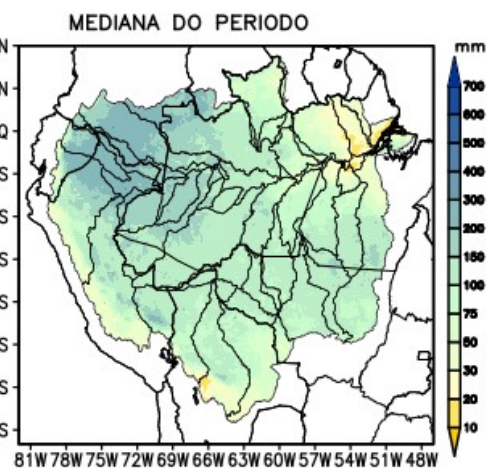 MEDIANA DO PERIODO
mm
N
N
Q
S
S
S
S
S
S
S
700
600
500
400
300
200
150
100
75
50
30
20
10
81W 78W 75W 72W 69W 66W 63W 60W 57W 54W 51W 48W